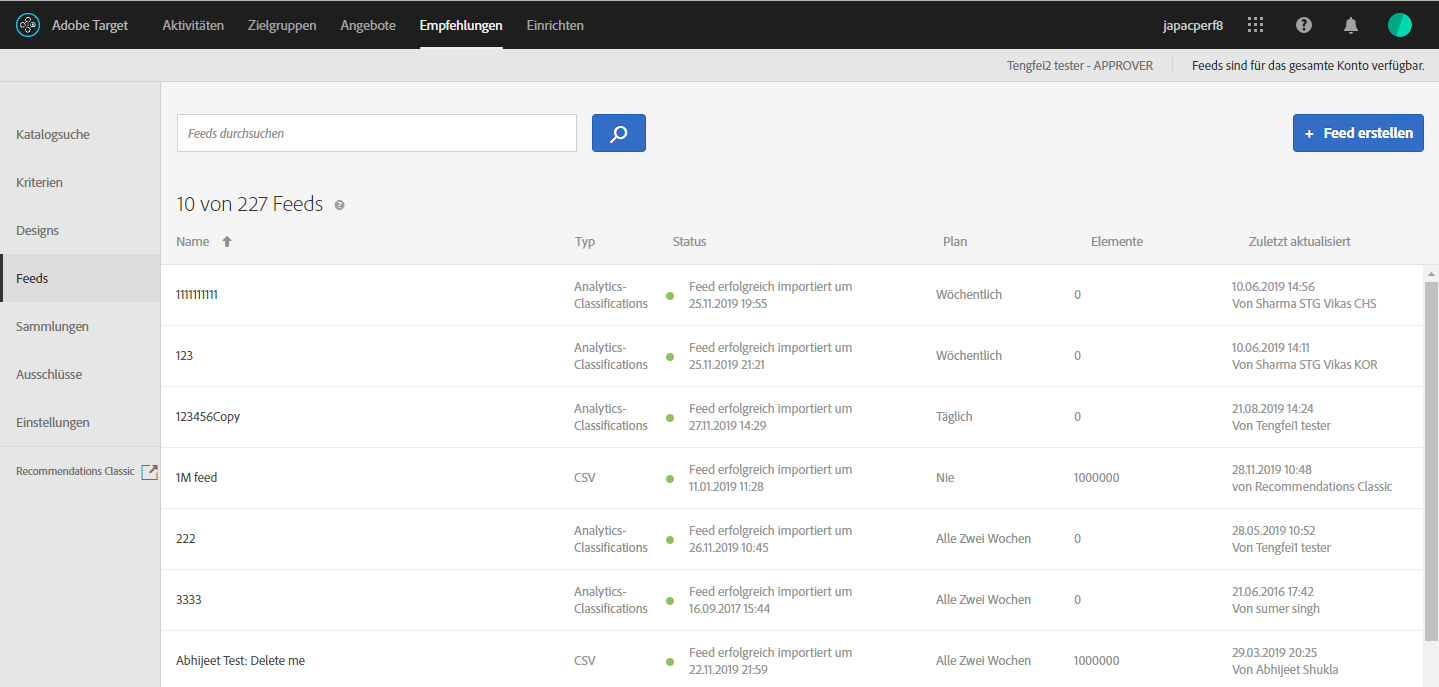 Adobe Target Aktivitäten Zielgruppen Angebote Empfehlungen Einrichten japacperf8
Tengfei2 tester - APPROVER Feeds sind für das gesamte Konto verfügbar.
Katalogsuche
Kriterien
Designs
Feeds
Sammlungen
Ausschlüsse
Einstellungen
Recommendations Classic
Feeds durchsuchen
+ Feed erstellen
10 von 227 Feeds
Name Typ Status Plan Elemente Zuletzt aktualisiert
1111111111 Analytics-Classifications Feed erfolgreich importiert um 25.11.2019 19:55 Wöchentlich 0 10.06.2019 14:56 Von Sharma STG Vikas CHS
123 Analytics-Classifications Feed erfolgreich importiert um 25.11.2019 21:21 Wöchentlich 0 10.06.2019 14:11 Von Sharma STG Vikas KOR
123456Copy Analytics-Classifications Feed erfolgreich importiert um 27.11.2019 14:29 Täglich 0 21.08.2019 14:24 Von Tengfei1 tester
1M feed CSV Feed erfolgreich importiert um 11.01.2019 11:28 Nie 1000000 28.11.2019 10:48 von Recommendations Classic
222 Analytics-Classifications Feed erfolgreich importiert um 26.11.2019 10:45 Alle Zwei Wochen 0 28.05.2019 10:52 Von Tengfei1 tester
3333 Analytics-Classifications Feed erfolgreich importiert um 16.09.2017 15:44 Alle Zwei Wochen 0 21.06.2016 17:42 Von sumer singh
Abhijeet Test: Delete me CSV Feed erfolgreich importiert um 22.11.2019 21:59 Alle Zwei Wochen 1000000 29.03.2019 20:25 Von Abhijeet Shukla